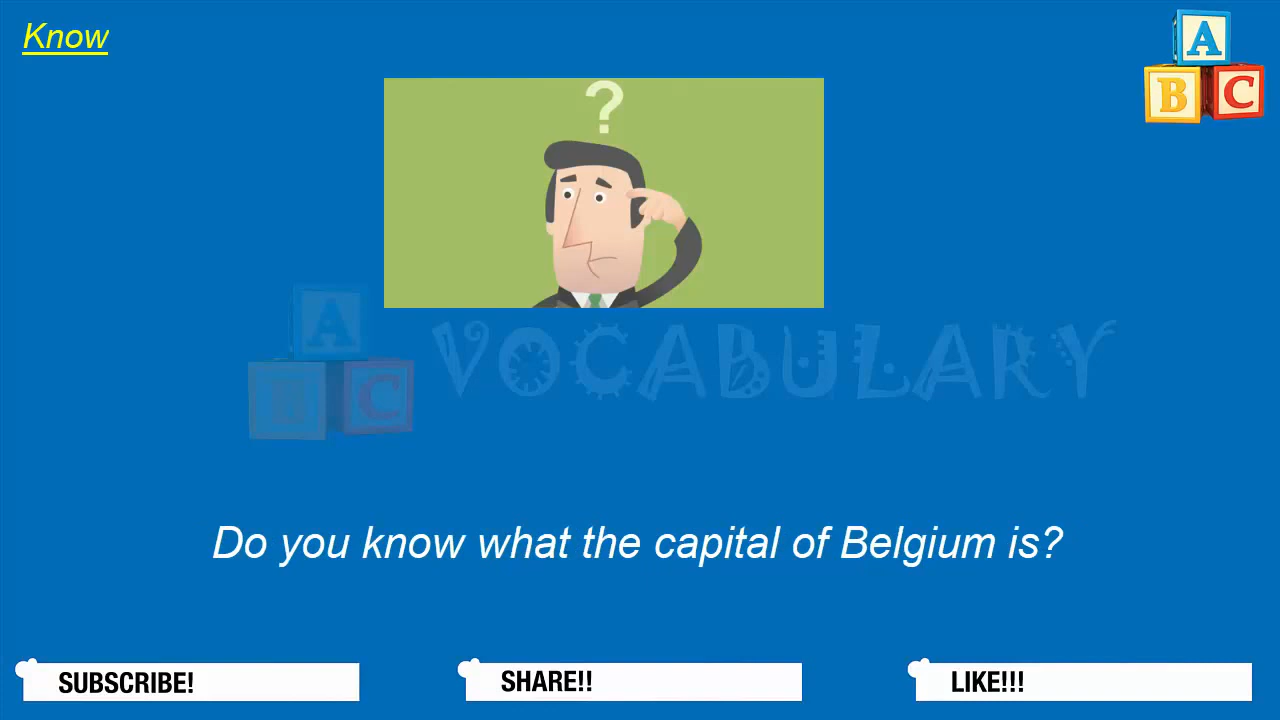 Know
A
B C
?
A
B C
VOCABULARY
Do you know what the capital of Belgium is?
SUBSCRIBE!
SHARE!!
LIKE!!!